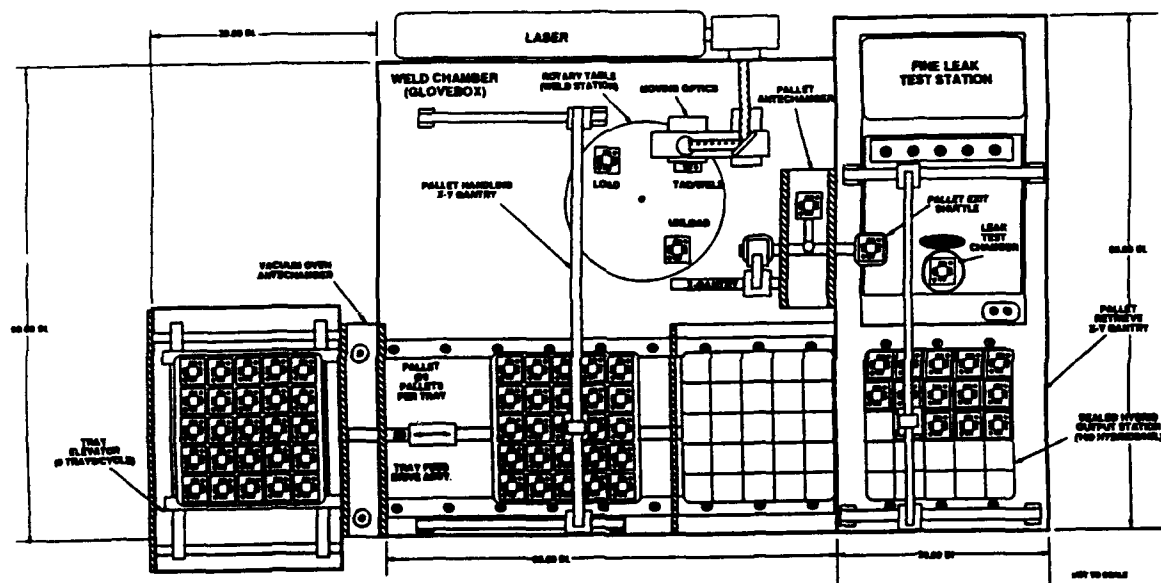 LASER
FINE LEAK
TEST STATION
WELD CHAMBER
(GLOVEBOX)
ROTARY TABLE
(WELD STATION)
MOVING OPTICS
PALLET
ANTECHAMBER
LOAD
TACK/WELD
UNLOAD
PALLET HANDLING
X-Y GANTRY
PALLET EXIT
SHUTTLE
LEAK
TEST
CHAMBER
VACUUM OVEN
ANTECHAMBER
PALLET
RETRIEVE
X-Y GANTRY
PALLET
PALLETS
PER TRAY
SEALED HYBRID
OUTPUT STATION
TRAY
ELEVATOR
TRAY FEED
DRIVE ASSY.
NOT TO SCALE